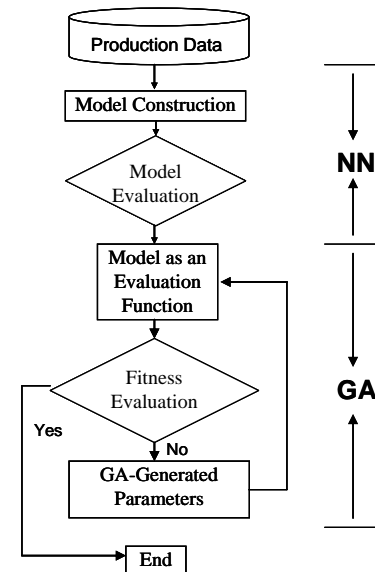 Production Data
Model Construction
NN
Model
Evaluation
Model as an
Evaluation
Function
Fitness
Evaluation
GA
Yes
No
GA-Generated
Parameters
End